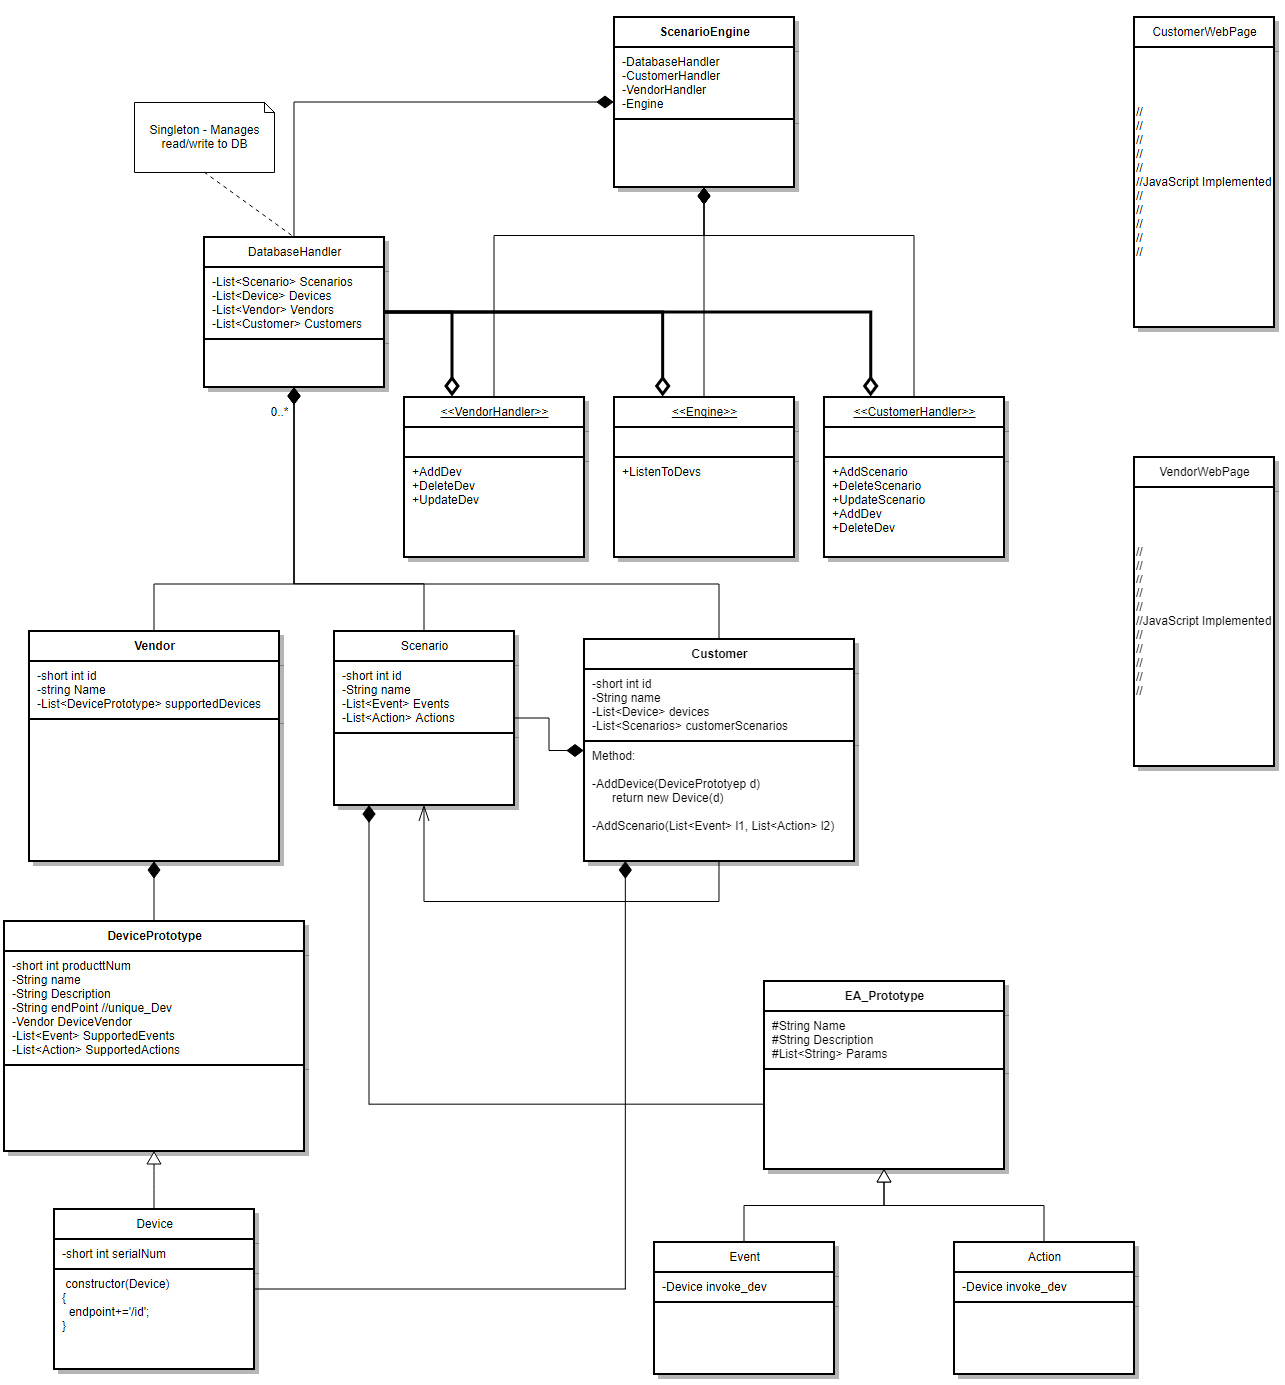 ScenarioEngine
-DatabaseHandler
-CustomerHandler
-VendorHandler
-Engine
CustomerWebPage
//
//
//
//
//
//JavaScript Implemented
//
//
//
//
//
Singleton - Manages
read/write to DB
DatabaseHandler
-List<Scenario> Scenarios
-List<Device> Devices
-List<Vendor> Vendors
-List<Customer> Customers
0..*
<<VendorHandler>>
+AddDev
+DeleteDev
+UpdateDev
<<Engine>>
+ListenToDevs
<<CustomerHandler>>
+AddScenario
+DeleteScenario
+UpdateScenario
+AddDev
+DeleteDev
VendorWebPage
//
//
//
//
//
//JavaScript Implemented
//
//
//
//
//
Vendor
-short int id
-string Name
-List<DevicePrototype> supportedDevices
Scenario
-short int id
-String name
-List<Event> Events
-List<Action> Actions
Customer
-short int id
-String name
-List<Device> devices
-List<Scenarios> customerScenarios
Method:
-AddDevice(DevicePrototyep d)
return new Device(d)
-AddScenario(List<Event> l1, List<Action> l2)
DevicePrototype
-short int producttNum
-String name
-String Description
-String endPoint //unique_Dev
-Vendor DeviceVendor
-List<Event> SupportedEvents
-List<Action> SupportedActions
EA_Prototype
#String Name
#String Description
#List<String> Params
Device
-short int serialNum
constructor(Device)
{
endpoint+='/id';
}
Event
-Device invoke_dev
Action
-Device invoke_dev